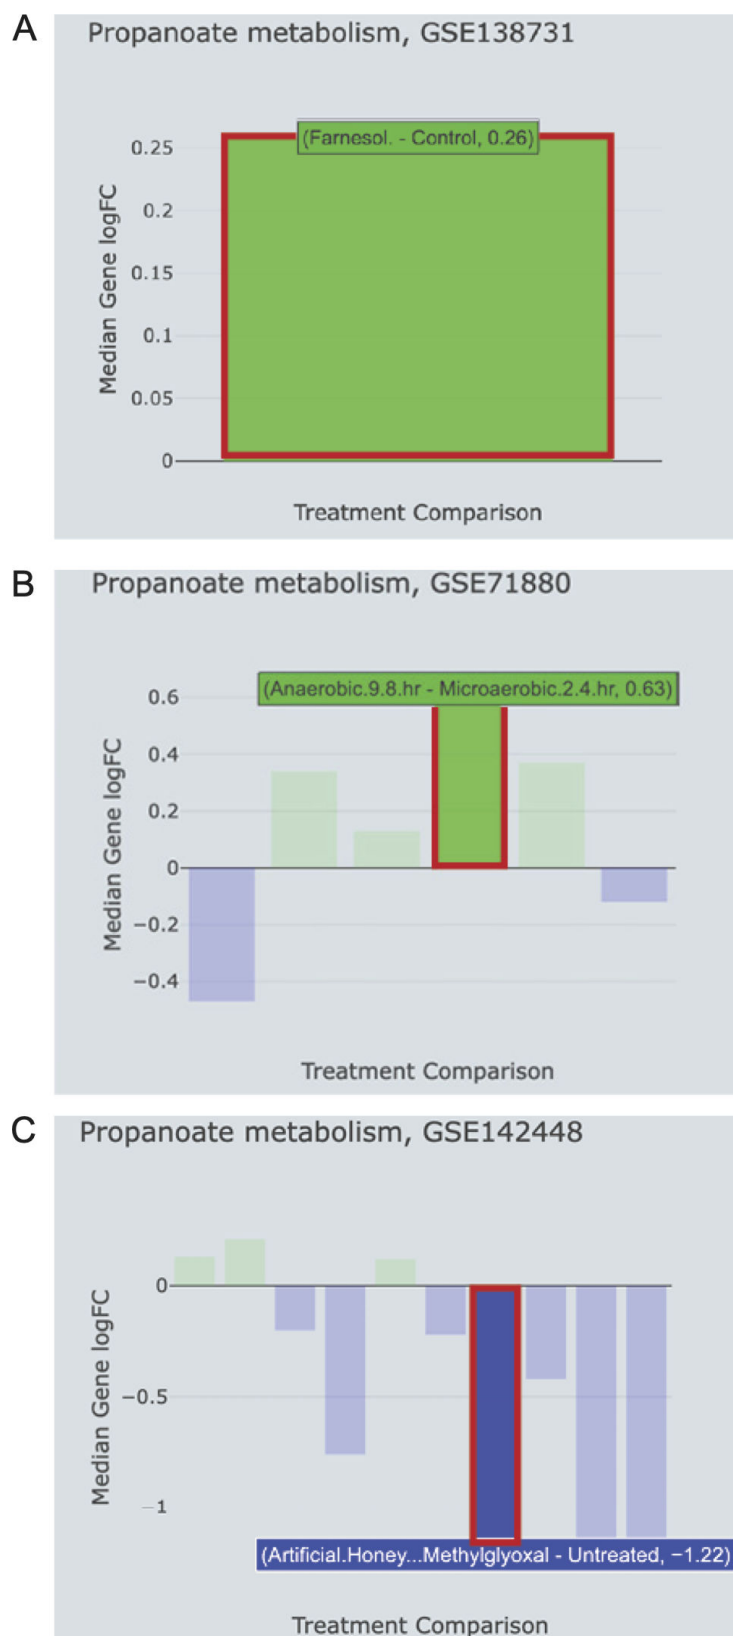 A
Propanoate metabolism, GSE138731
(Farnesol. - Control, 0.26)
0.25
0.2
0.15
0.1
0.05
0
Median Gene logFC
Treatment Comparison
B
Propanoate metabolism, GSE71880
(Anaerobic.9.8.hr - Microaerobic.2.4.hr, 0.63)
0.6
0.4
0.2
0
−0.2
−0.4
Median Gene logFC
Treatment Comparison
C
Propanoate metabolism, GSE142448
0
−0.5
−1
Median Gene logFC
(Artificial.Honey...Methylglyoxal - Untreated, −1.22)
Treatment Comparison